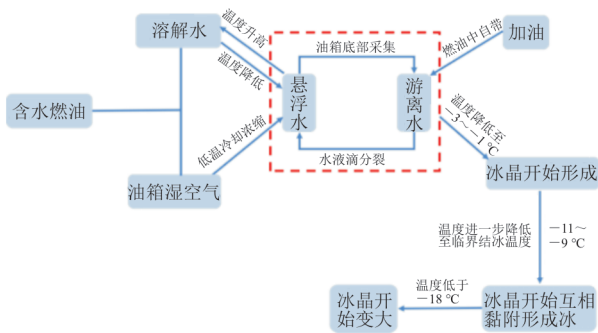 溶解水
温度升高
温度降低
油箱底部采集
燃油中自带
加油
含水燃油
悬浮水
游离水
低温冷却浓缩
水液滴分裂
温度降低至
－3～－1 ℃
油箱湿空气
冰晶开始形成
温度进一步降低
至临界结冰温度
－11～
－9 ℃
冰晶开
始变大
温度低于
－18 ℃
冰晶开始互相
黏附形成冰